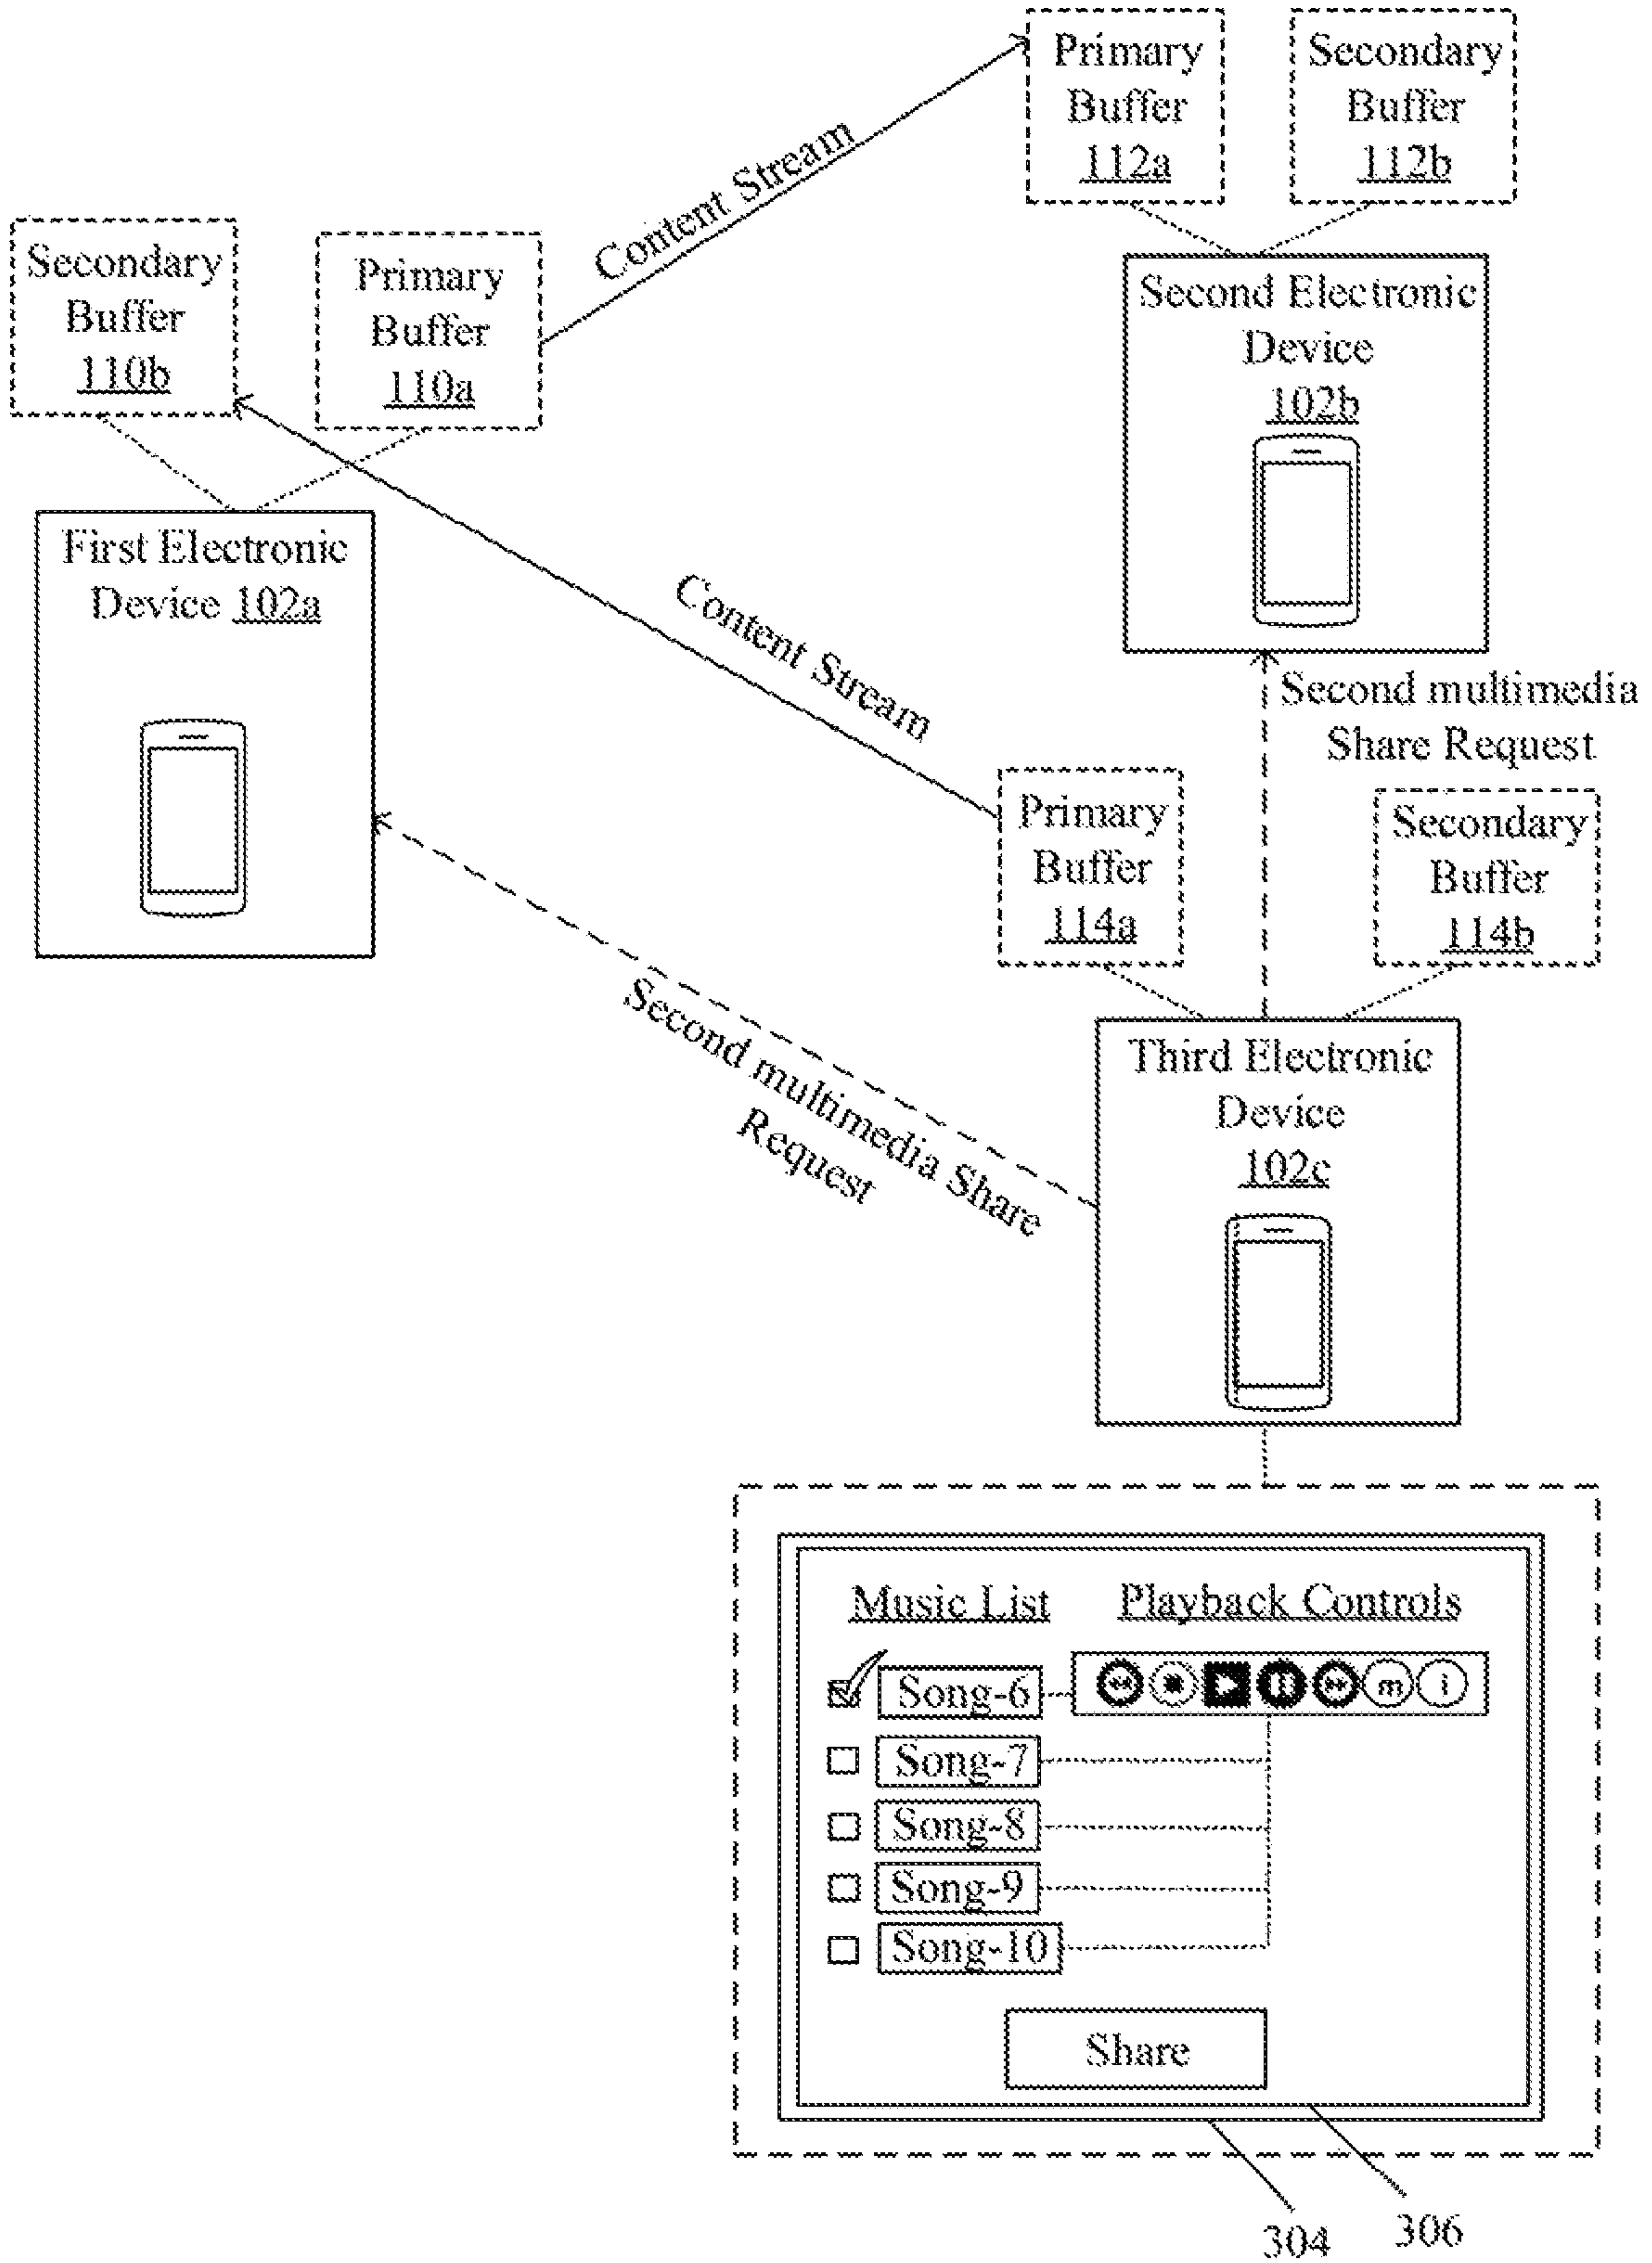 Primary
Buffer
112a
Secondary
Buffer
112b
Content Stream
Secondary
Buffer
110b
Primary
Buffer
110a
Second Electronic
Device
102b
First Electronic
Device 102a
Content Stream
Second multimedia
Share Request
Primary
Buffer
114a
Secondary
Buffer
114b
Second multimedia Share
Request
Third Electronic
Device
102c
Music List
Playback Controls
Song-6
m
i
Song-7
Song-8
Song-9
Song-10
Share
304
306